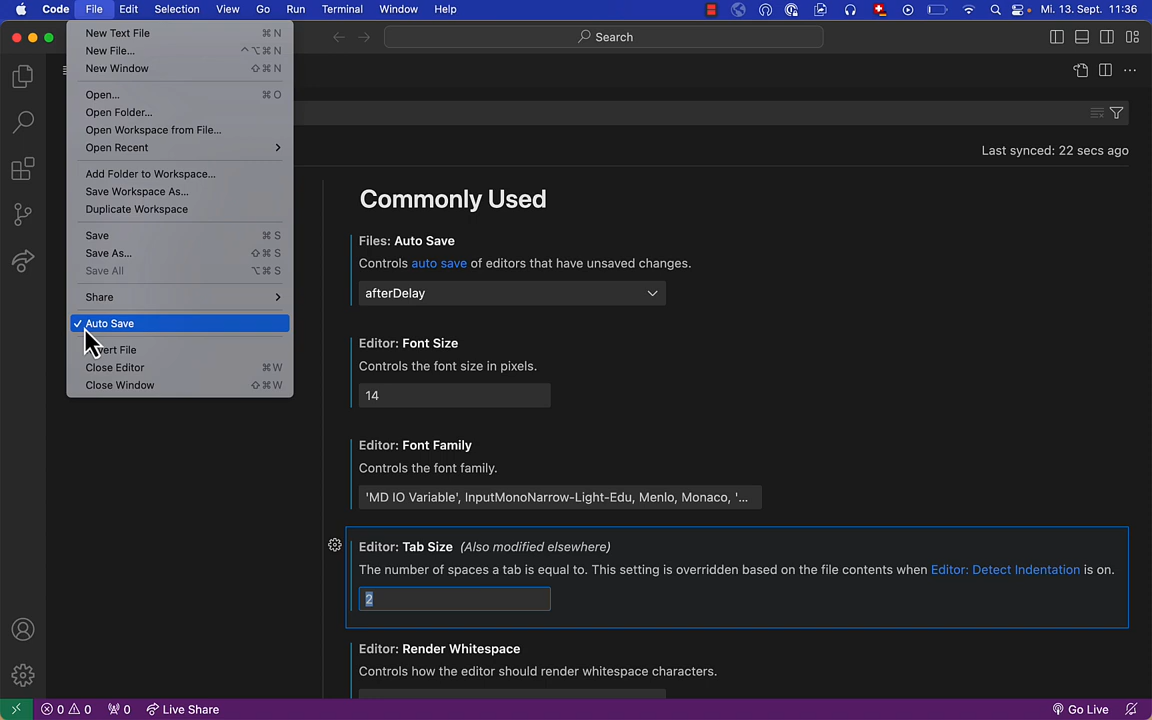 Code File Edit Selection View Go Run Terminal Window Help Mi. 13. Sept. 11:36
New Text File ⌘ N
New File... ⌃⌥⌘ N
New Window ⇧⌘ N
Open... ⌘ O
Open Folder...
Open Workspace from File...
Open Recent
Add Folder to Workspace...
Save Workspace As...
Duplicate Workspace
Save ⌘ S
Save As... ⇧⌘ S
Save All ⌥⌘ S
Share
✓ Auto Save
vert File
Close Editor ⌘ W
Close Window ⇧⌘ W
Search
Last synced: 22 secs ago
Commonly Used
Files: Auto Save
Controls auto save of editors that have unsaved changes.
afterDelay
Editor: Font Size
Controls the font size in pixels.
14
Editor: Font Family
Controls the font family.
'MD IO Variable', InputMonoNarrow-Light-Edu, Menlo, Monaco, '...
Editor: Tab Size (Also modified elsewhere)
The number of spaces a tab is equal to. This setting is overridden based on the file contents when Editor: Detect Indentation is on.
2
Editor: Render Whitespace
Controls how the editor should render whitespace characters.
0 0 0 Live Share Go Live